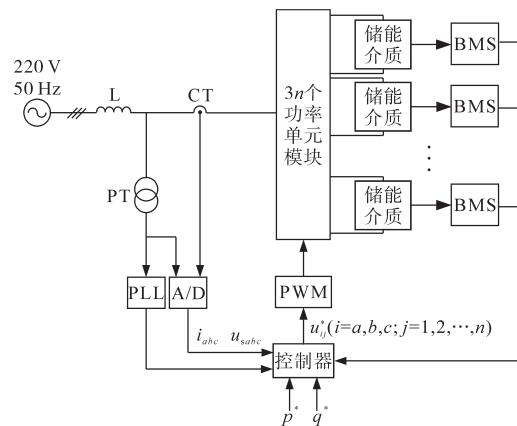 220 V
50 Hz
L
CT
PT
PLL
A/D
3n个
功率
单元
模块
储能
介质
BMS
储能
介质
BMS
⋮
储能
介质
BMS
PWM
u*ij(i=a,b,c; j=1,2,⋯,n)
iabc usabc
控制器
p* q*